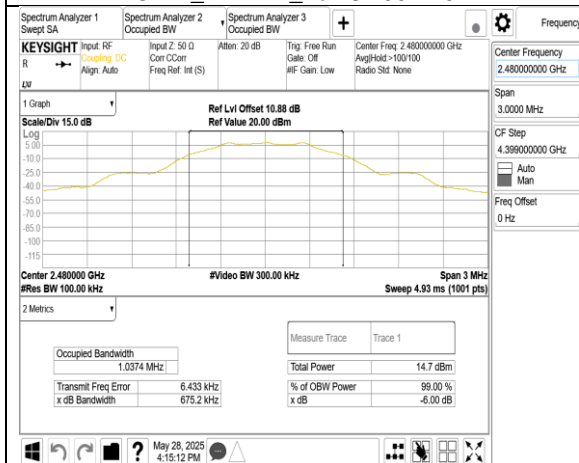 Spectrum Analyzer 1
Swept SA
Spectrum Analyzer 2
Occupied BW
Spectrum Analyzer 3
Occupied BW
+
Frequency
KEYSIGHT
R
LXI
Input: RF
Coupling: DC
Align: Auto
Input Z: 50 Ω
Corr CCorr
Freq Ref: Int (S)
Atten: 20 dB
Trig: Free Run
Gate: Off
#IF Gain: Low
Center Freq: 2.480000000 GHz
Avg|Hold:>100/100
Radio Std: None
Center Frequency
2.480000000 GHz
Span
3.0000 MHz
CF Step
4.399000000 GHz
Auto
Man
Freq Offset
0 Hz
1 Graph
Scale/Div 15.0 dB
Ref Lvl Offset 10.88 dB
Ref Value 20.00 dBm
Log
5.00
-10.0
-25.0
-40.0
-55.0
-70.0
-85.0
-100
-115
Center 2.480000 GHz
#Video BW 300.00 kHz
Span 3 MHz
#Res BW 100.00 kHz
Sweep 4.93 ms (1001 pts)
2 Metrics
Measure Trace
Trace 1
Occupied Bandwidth
1.0374 MHz
Total Power
14.7 dBm
Transmit Freq Error
6.433 kHz
% of OBW Power
99.00 %
x dB Bandwidth
675.2 kHz
x dB
-6.00 dB
?
May 28, 2025
4:15:12 PM